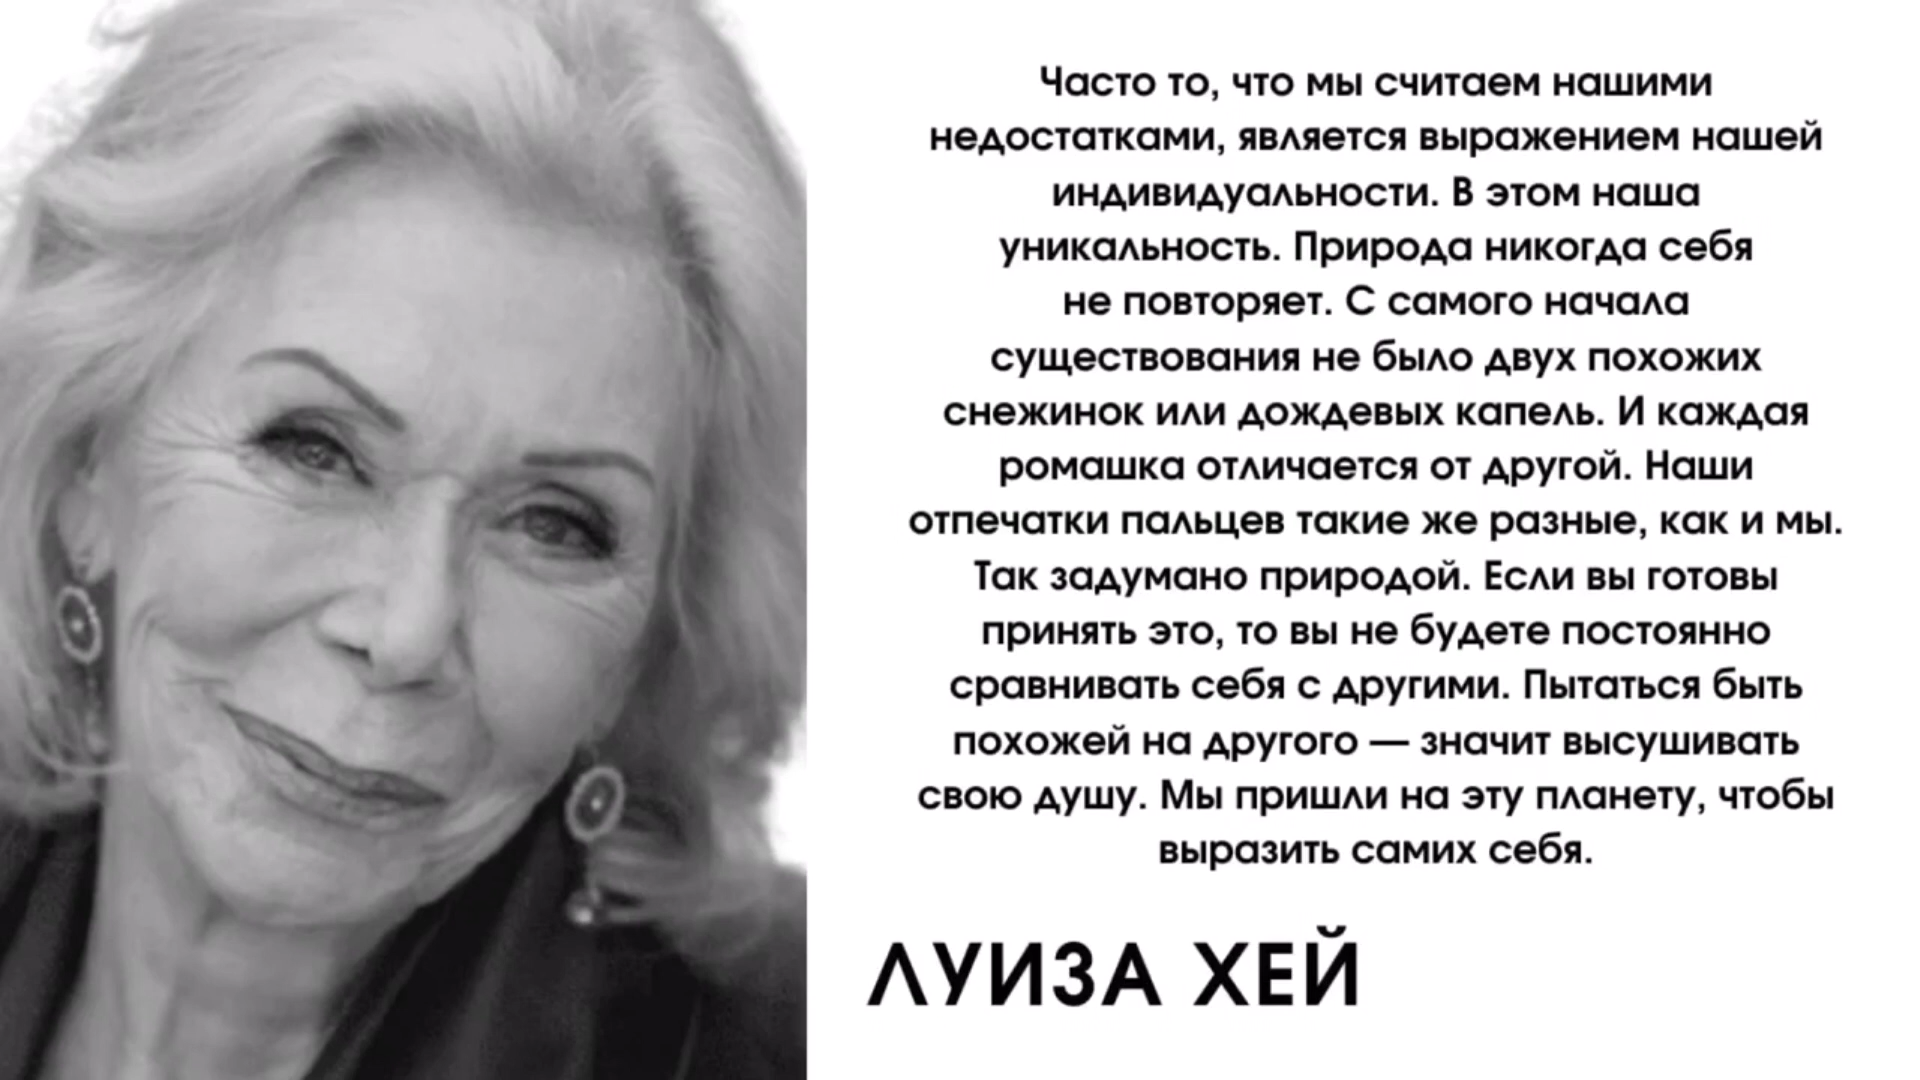 Часто то, что мы считаем нашими
недостатками, является выражением нашей
индивидуальности. В этом наша
уникальность. Природа никогда себя
не повторяет. С самого начала
существования не было двух похожих
снежинок или дождевых капель. И каждая
ромашка отличается от другой. Наши
отпечатки пальцев такие же разные, как и мы.
Так задумано природой. Если вы готовы
принять это, то вы не будете постоянно
сравнивать себя с другими. Пытаться быть
похожей на другого — значит высушивать
свою душу. Мы пришли на эту планету, чтобы
выразить самих себя.
ЛУИЗА ХЕЙ